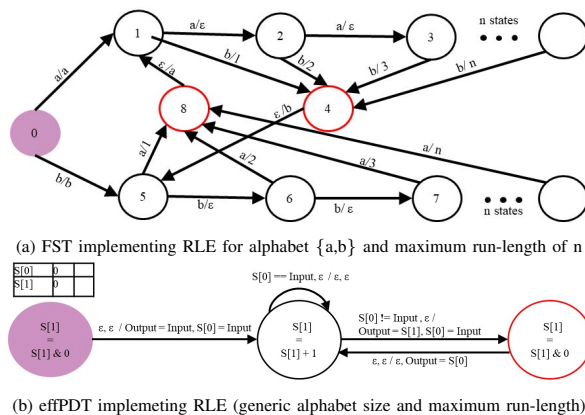 a/ε a/ε n states
1 2 3 • • •
a/a ε/a b/1 b/2 b/3 b/n
0 8 ε/b 4
b/b a/1 a/2 a/3 a/n
5 b/ε 6 b/ε 7 • • •
n states
(a) FST implementing RLE for alphabet {a,b} and maximum run-length of n
S[0] 0
S[1] 0
S[0] == Input, ε / ε, ε
S[1] = S[1] & 0
ε, ε / Output = Input, S[0] = Input
S[1] = S[1] + 1
S[0] != Input, ε /
Output = S[1], S[0] = Input
ε, ε / ε, Output = S[0]
S[1] = S[1] & 0
(b) effPDT implemeting RLE (generic alphabet size and maximum run-length)